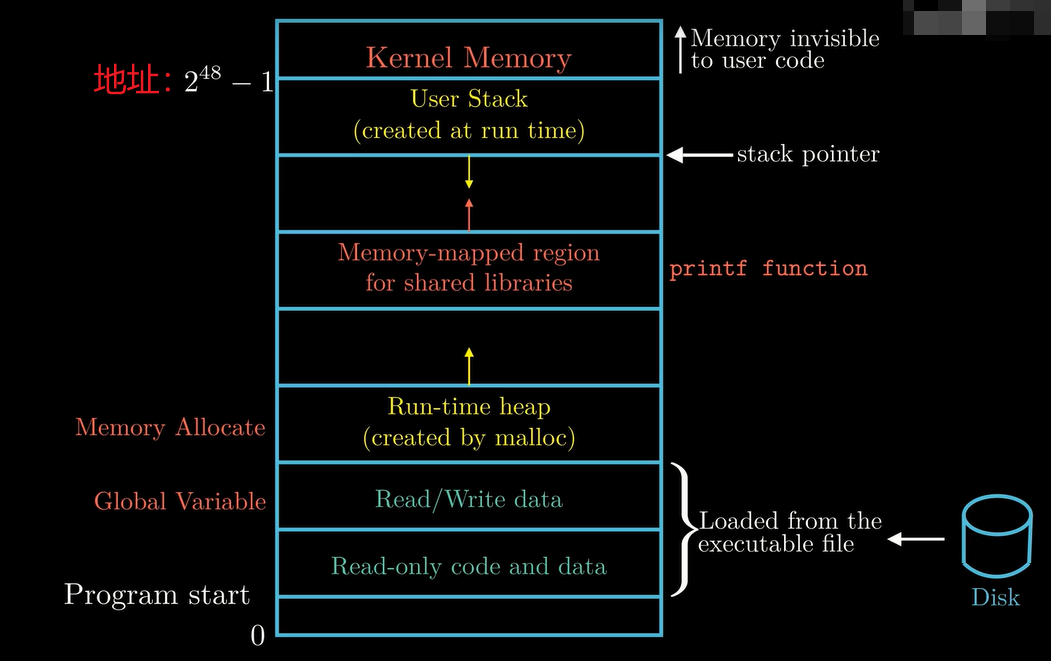 Memory invisible
to user code
Kernel Memory
地址: 2^48 − 1
User Stack
(created at run time)
stack pointer
Memory-mapped region
for shared libraries
printf function
Run-time heap
(created by malloc)
Memory Allocate
Global Variable
Read/Write data
Loaded from the
executable file
Read-only code and data
Program start
Disk
0